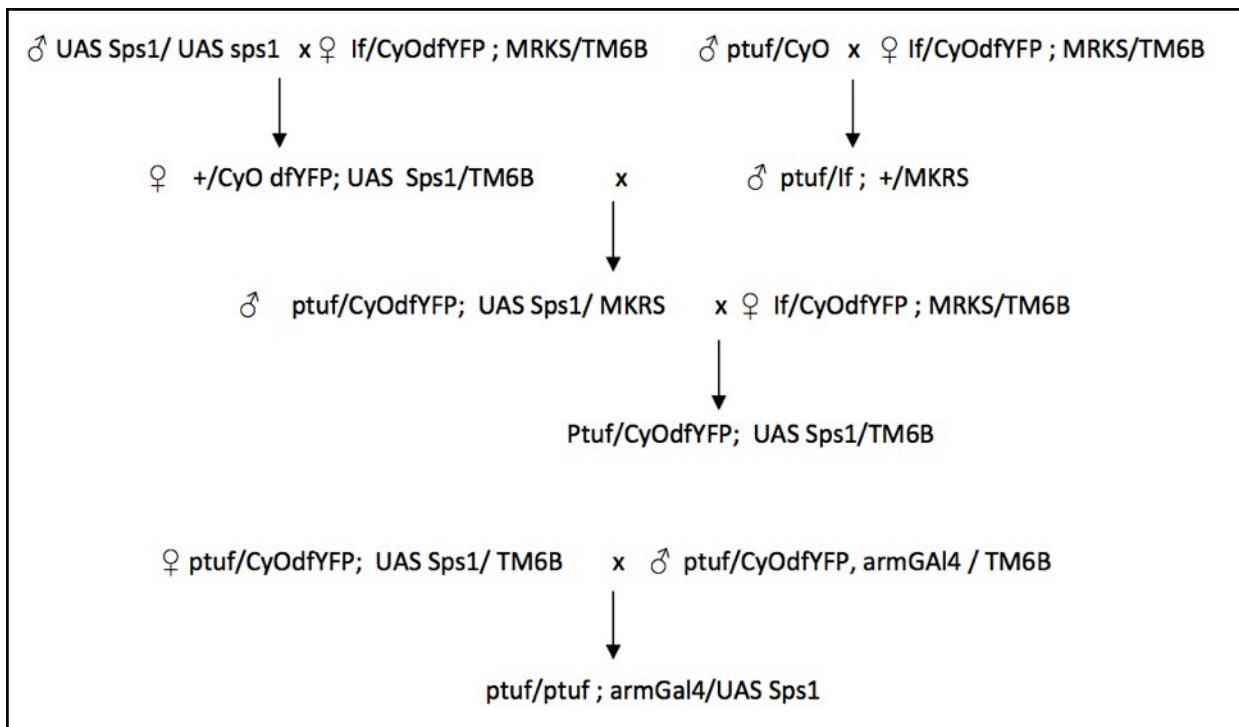 ♂ UAS Sps1/ UAS sps1 x ♀ If/CyOdfYFP ; MRKS/TM6B ♂ ptuf/CyO x ♀ If/CyOdfYFP ; MRKS/TM6B
♀ +/CyO dfYFP; UAS Sps1/TM6B x ♂ ptuf/If ; +/MKRS
♂ ptuf/CyOdfYFP; UAS Sps1/ MKRS x ♀ If/CyOdfYFP ; MRKS/TM6B
Ptuf/CyOdfYFP; UAS Sps1/TM6B
♀ ptuf/CyOdfYFP; UAS Sps1/ TM6B x ♂ ptuf/CyOdfYFP, armGAl4 / TM6B
ptuf/ptuf ; armGal4/UAS Sps1